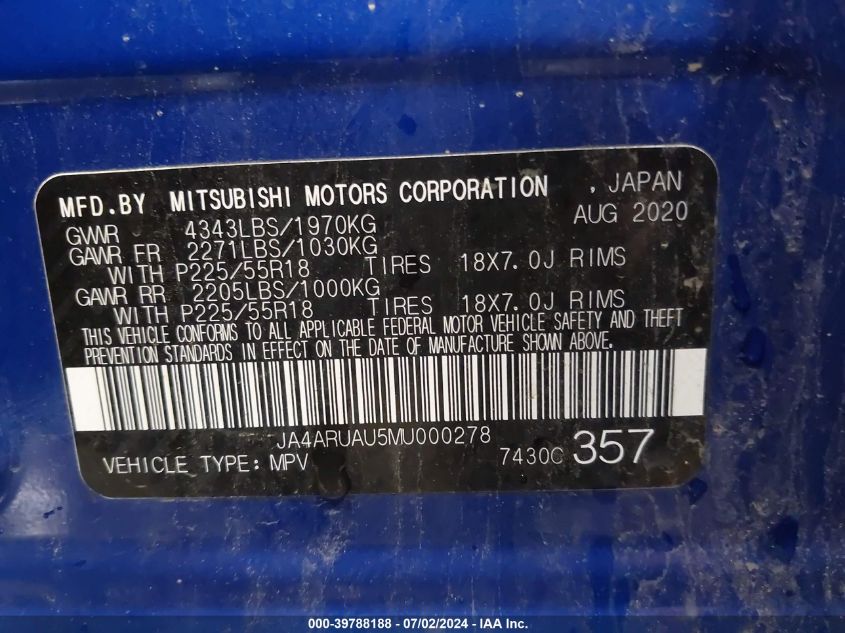 MFD.BY MITSUBISHI MOTORS CORPORATION , JAPAN
GVWR 4343LBS/1970KG AUG 2020
GAWR FR 2271LBS/1030KG
WITH P225/55R18 TIRES 18X7.0J RIMS
GAWR RR 2205LBS/1000KG
WITH P225/55R18 TIRES 18X7.0J RIMS
THIS VEHICLE CONFORMS TO ALL APPLICABLE FEDERAL MOTOR VEHICLE SAFETY AND THEFT
PREVENTION STANDARDS IN EFFECT ON THE DATE OF MANUFACTURE SHOWN ABOVE.
JA4ARUAU5MU000278
VEHICLE TYPE: MPV 7430C 357
000-39788188 - 07/02/2024 - IAA Inc.